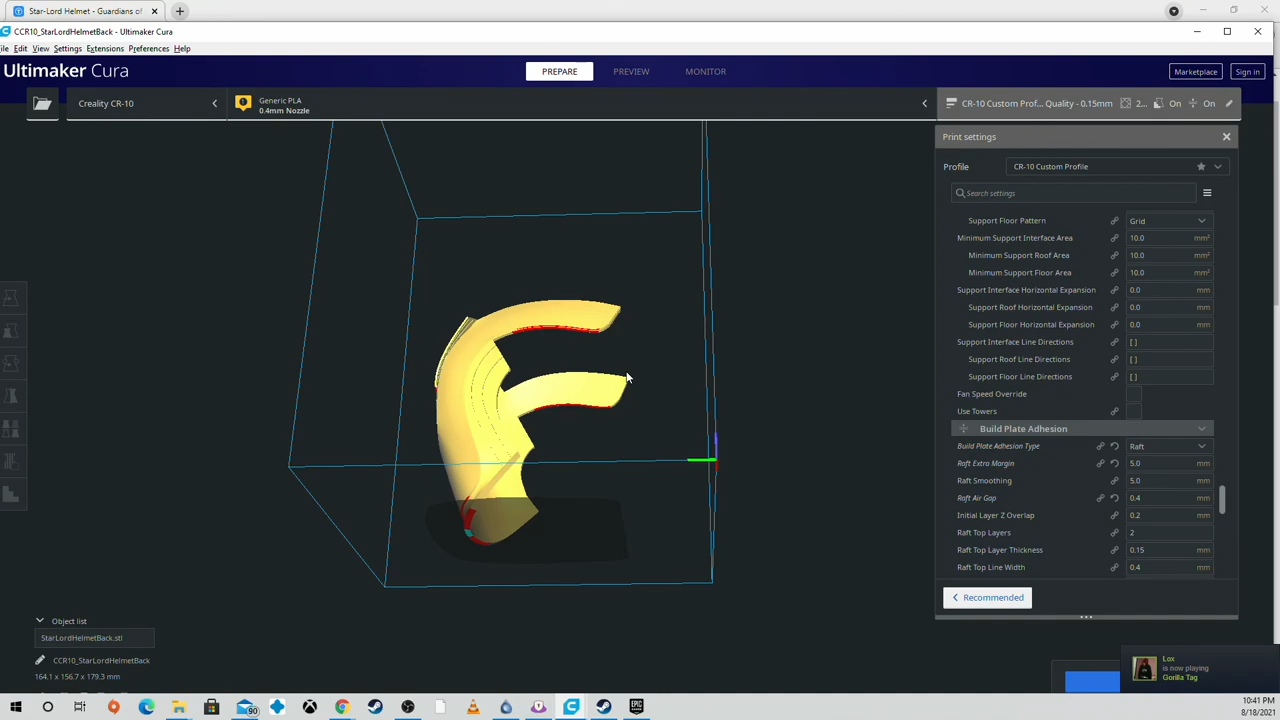 Star-Lord Helmet - Guardians of
CCR10_StarLordHelmetBack - Ultimaker Cura
ile Edit View Settings Extensions Preferences Help
Ultimaker Cura
PREPARE PREVIEW MONITOR
Marketplace Sign in
Creality CR-10
Generic PLA
0.4mm Nozzle
CR-10 Custom Prof... Quality - 0.15mm 2... On On
Print settings
Profile CR-10 Custom Profile
Search settings
Support Floor Pattern Grid
Minimum Support Interface Area 10.0 mm²
Minimum Support Roof Area 10.0 mm²
Minimum Support Floor Area 10.0 mm²
Support Interface Horizontal Expansion 0.0 mm
Support Roof Horizontal Expansion 0.0 mm
Support Floor Horizontal Expansion 0.0 mm
Support Interface Line Directions [ ]
Support Roof Line Directions [ ]
Support Floor Line Directions [ ]
Fan Speed Override
Use Towers
Build Plate Adhesion
Build Plate Adhesion Type Raft
Raft Extra Margin 5.0 mm
Raft Smoothing 5.0 mm
Raft Air Gap 0.4 mm
Initial Layer Z Overlap 0.2 mm
Raft Top Layers 2
Raft Top Layer Thickness 0.15 mm
Raft Top Line Width 0.4 mm
Recommended
Object list
StarLordHelmetBack.stl
CCR10_StarLordHelmetBack
164.1 x 156.7 x 179.3 mm
Lox
is now playing
Gorilla Tag
90
10:41 PM
8/18/2021